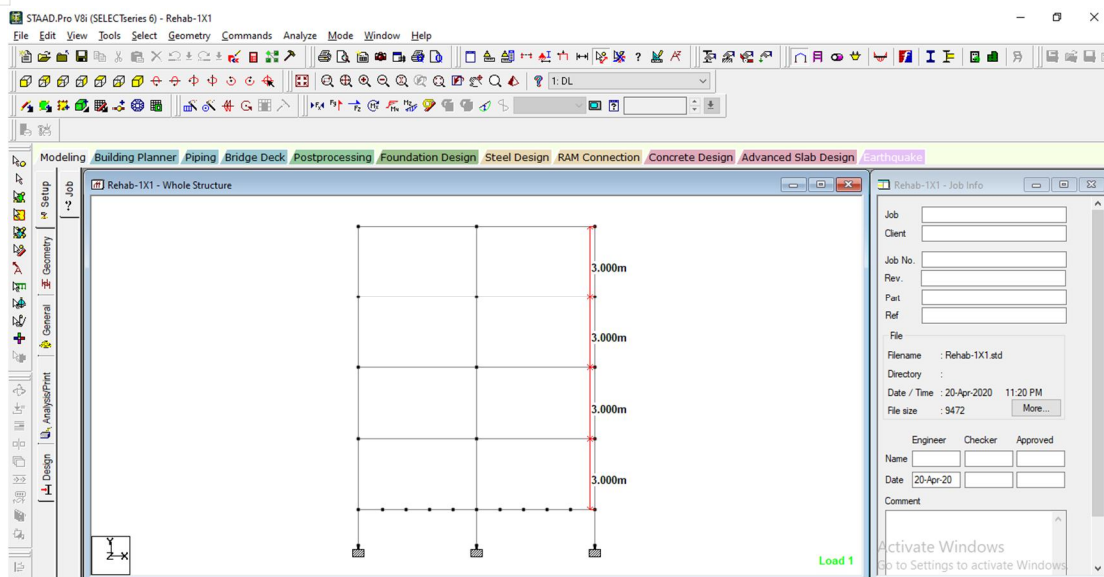 STAAD.Pro V8i (SELECTseries 6) - Rehab-1X1
File Edit View Tools Select Geometry Commands Analyze Mode Window Help
1: DL
Modeling Building Planner Piping Bridge Deck Postprocessing Foundation Design Steel Design RAM Connection Concrete Design Advanced Slab Design Earthquake
Setup
Geometry
General
Analysis/Print
Design
? Job
Rehab-1X1 - Whole Structure
3.000m
3.000m
3.000m
3.000m
Y
Z X
Load 1
Rehab-1X1 - Job Info
Job
Client
Job No.
Rev.
Part
Ref
File
Filename : Rehab-1X1.std
Directory :
Date / Time : 20-Apr-2020 11:20 PM
File size : 9472
More...
Engineer Checker Approved
Name
Date 20-Apr-20
Comment
Activate Windows
Go to Settings to activate Windows.